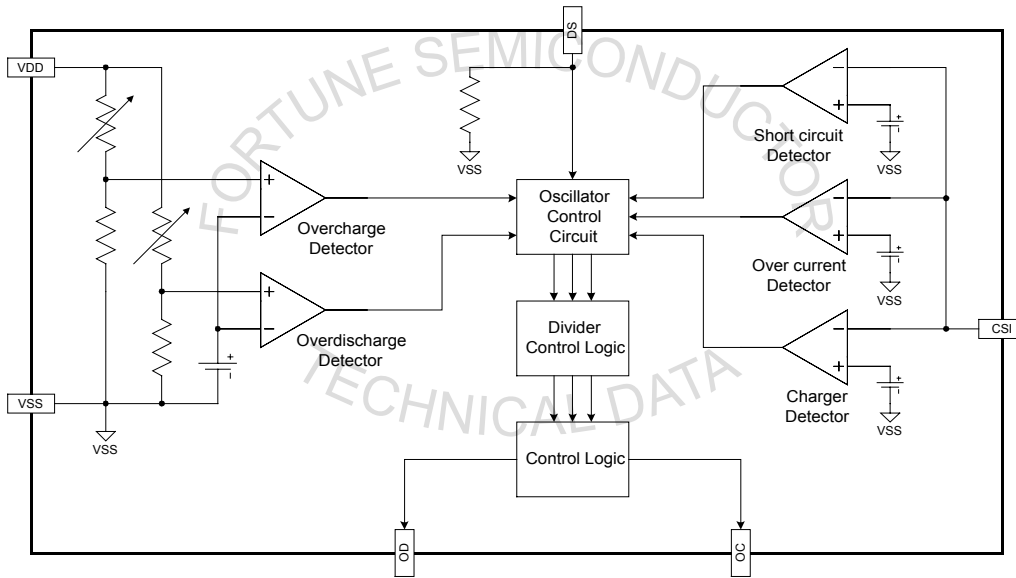 FORTUNE SEMICONDUCTOR
TECHNICAL DATA
DS
VDD
+
-
VSS
Short circuit
Detector
-
+
+
-
VSS
+
-
Overcharge
Detector
Oscillator
Control
Circuit
-
+
Over current
Detector
+
-
VSS
+
-
Overdischarge
Detector
+
-
Divider
Control Logic
-
+
Charger
Detector
+
-
VSS
CSI
VSS
VSS
Control Logic
OD
OC